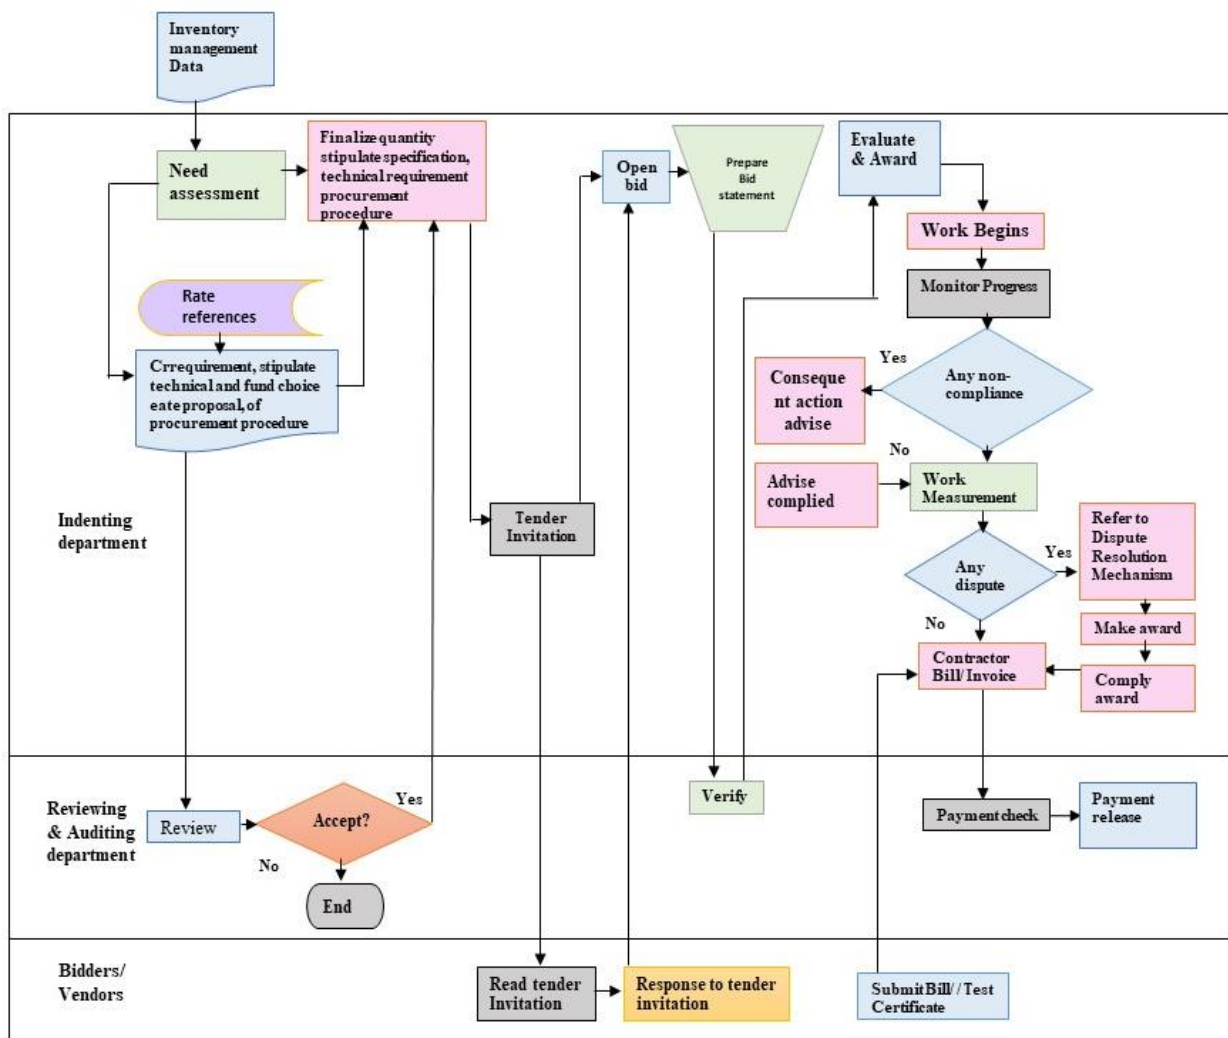 Inventory
management
Data
Need
assessment
Finalize quantity
stipulate specification,
technical requirement
procurement
procedure
Rate
references
Crrequirement, stipulate
technical and fund choice
eate proposal, of
procurement procedure
Indenting
department
Tender
Invitation
Open
bid
Prepare
Bid
statement
Evaluate
& Award
Work Begins
Monitor Progress
Any non-
compliance
Yes
Conseque
nt action
advise
No
Advise
complied
Work
Measurement
Any
dispute
Yes
Refer to
Dispute
Resolution
Mechanism
No
Make award
Contractor
Bill/Invoice
Comply
award
Reviewing
& Auditing
department
Review
Accept?
Yes
No
End
Verify
Payment check
Payment
release
Bidders/
Vendors
Read tender
Invitation
Response to tender
invitation
Submit Bill//Test
Certificate